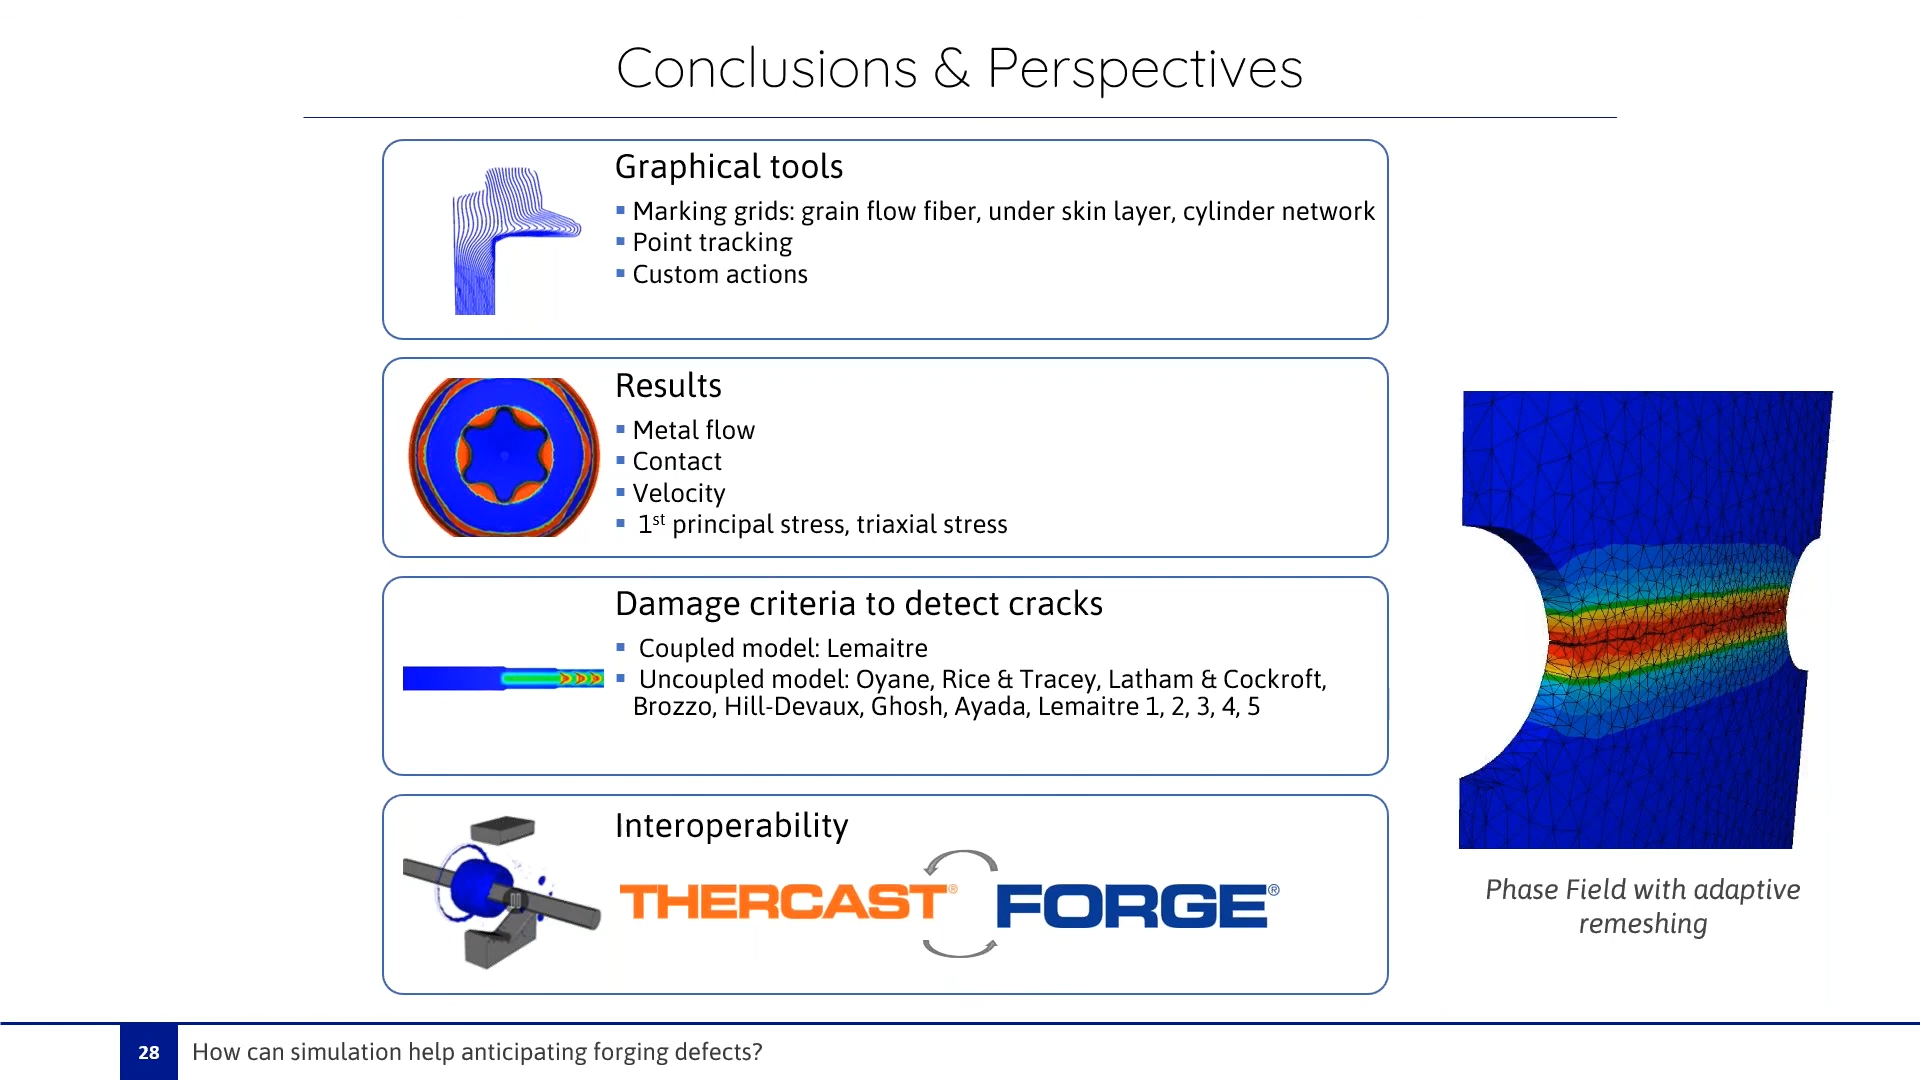 Conclusions & Perspectives
Graphical tools
▪ Marking grids: grain flow fiber, under skin layer, cylinder network
▪ Point tracking
▪ Custom actions
Results
▪ Metal flow
▪ Contact
▪ Velocity
▪ 1st principal stress, triaxial stress
Damage criteria to detect cracks
▪ Coupled model: Lemaitre
▪ Uncoupled model: Oyane, Rice & Tracey, Latham & Cockroft,
Brozzo, Hill-Devaux, Ghosh, Ayada, Lemaitre 1, 2, 3, 4, 5
Interoperability
THERCAST® FORGE®
Phase Field with adaptive
remeshing
28 How can simulation help anticipating forging defects?